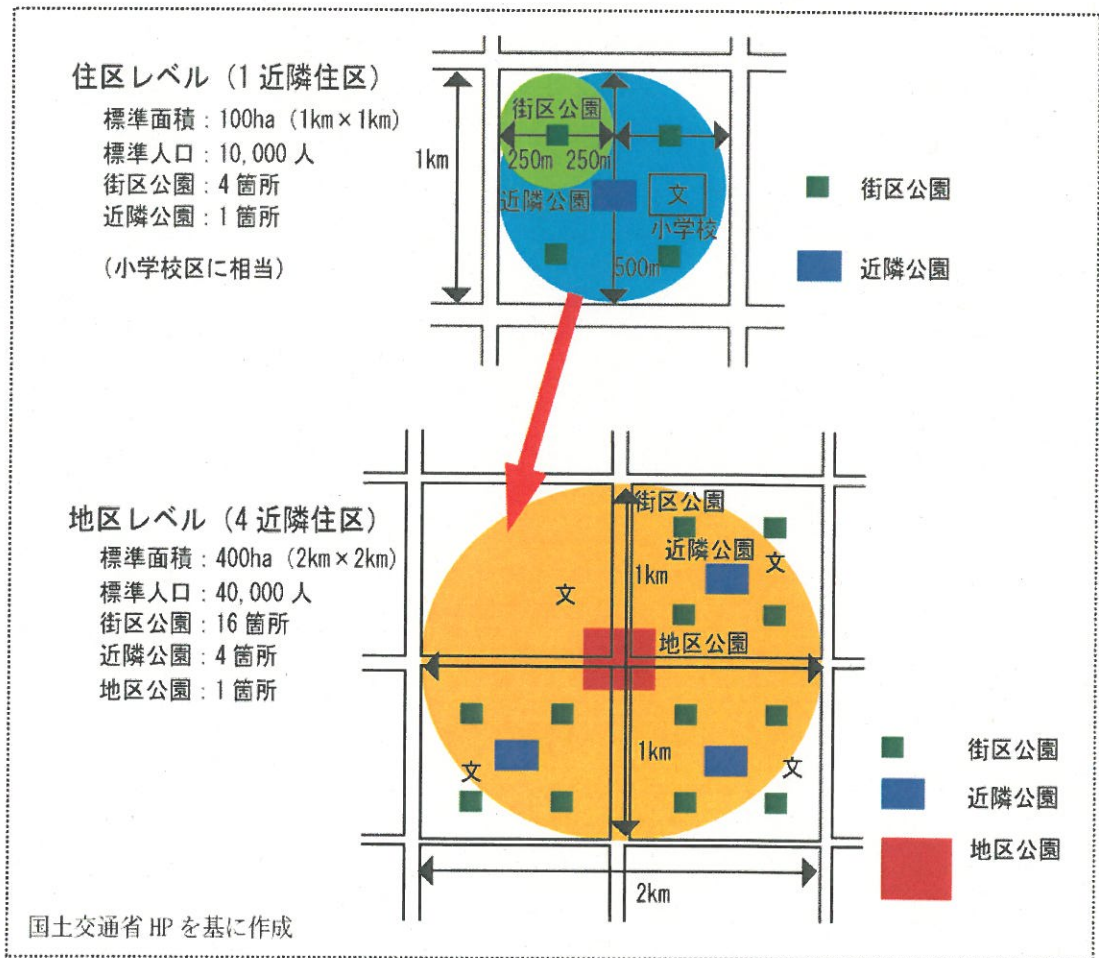 住区レベル（1近隣住区）
標準面積：100ha（1km×1km）
標準人口：10,000人
街区公園：4箇所
近隣公園：1箇所
（小学校区に相当）
1km
街区公園
250m 250m
近隣公園
文
小学校
500m
街区公園
近隣公園
地区レベル（4近隣住区）
標準面積：400ha（2km×2km）
標準人口：40,000人
街区公園：16箇所
近隣公園：4箇所
地区公園：1箇所
街区公園
近隣公園
文
1km
文
地区公園
1km
文
文
2km
街区公園
近隣公園
地区公園
国土交通省HPを基に作成